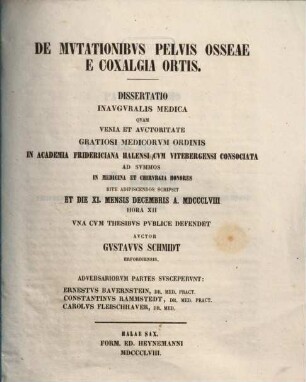 DE MVTATIONIBVS PELVIS OSSEAE
E COXALGIA ORTIS.
DISSERTATIO
INAVGVRALIS MEDICA
QVAM
VENIA ET AVCTORITATE
GRATIOSI MEDICORVM ORDINIS
IN ACADEMIA FRIDERICIANA HALENSI CVM VITEBERGENSI CONSOCIATA
AD SVMMOS
IN MEDICINA ET CHIRVRGIA HONORES
RITE ADIPISCENDOS SCRIPSIT
ET DIE XI. MENSIS DECEMBRIS A. MDCCCLVIII
HORA XII
VNA CVM THESIBVS PVBLICE DEFENDET
AVCTOR
GVSTAVVS SCHMIDT
ERFORDIENSIS.
ADVERSARIORVM PARTES SVSCEPERVNT:
ERNESTVS BAVERNSTEIN, DR. MED. PRACT.
CONSTANTINVS RAMMSTEDT, DR. MED. PRACT.
CAROLVS FLEISCHHAVER, DR. MED.
HALAE SAX.
FORM. ED. HEYNEMANNI
MDCCCLVIII.